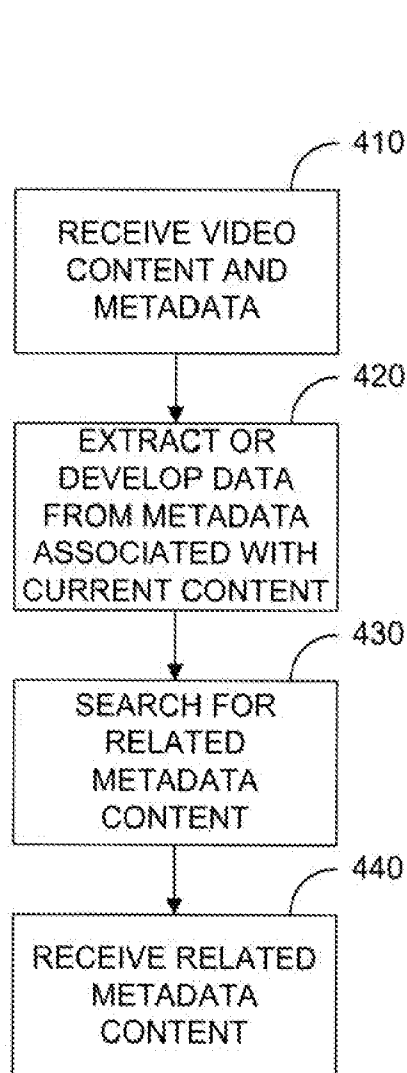 410
RECEIVE VIDEO
CONTENT AND
METADATA
420
EXTRACT OR
DEVELOP DATA
FROM METADATA
ASSOCIATED WITH
CURRENT CONTENT
430
SEARCH FOR
RELATED
METADATA
CONTENT
440
RECEIVE RELATED
METADATA
CONTENT